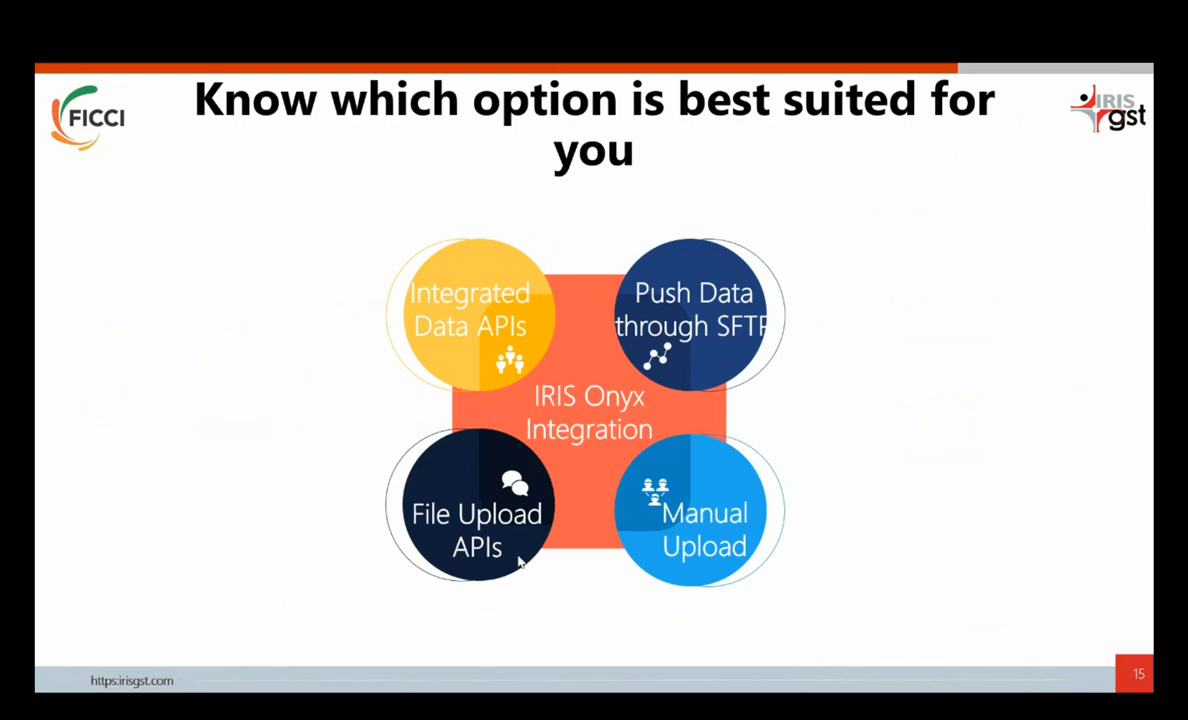 Know which option is best suited for
you
FICCI
IRIS
gst
Integrated
Data APIs
Push Data
through SFTP
IRIS Onyx
Integration
File Upload
APIs
Manual
Upload
https:irisgst.com
15